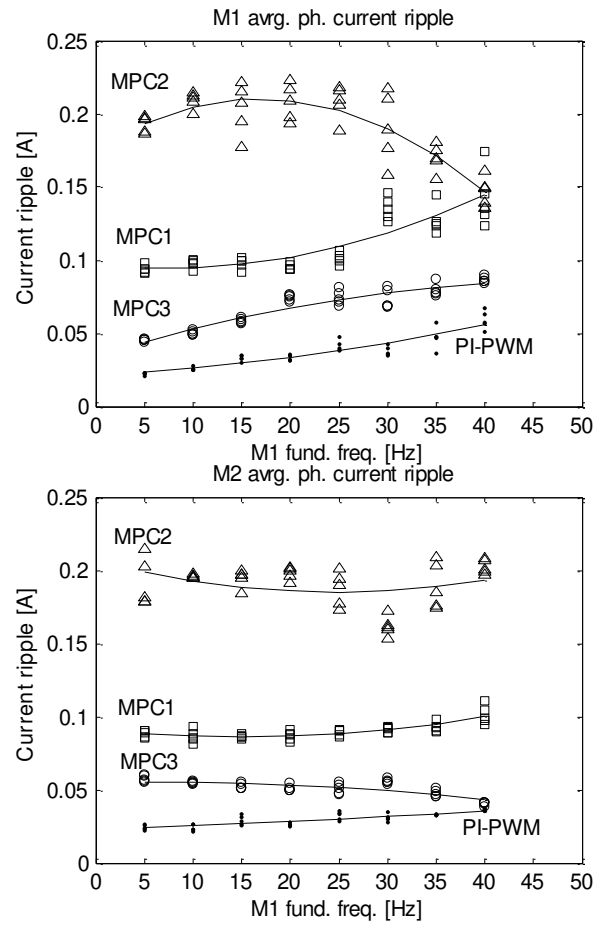 M1 avrg. ph. current ripple
0.25
0.2
0.15
0.1
0.05
0
Current ripple [A]
MPC2
MPC1
MPC3
PI-PWM
0 5 10 15 20 25 30 35 40 45 50
M1 fund. freq. [Hz]
M2 avrg. ph. current ripple
0.25
0.2
0.15
0.1
0.05
0
Current ripple [A]
MPC2
MPC1
MPC3
PI-PWM
0 5 10 15 20 25 30 35 40 45 50
M1 fund. freq. [Hz]